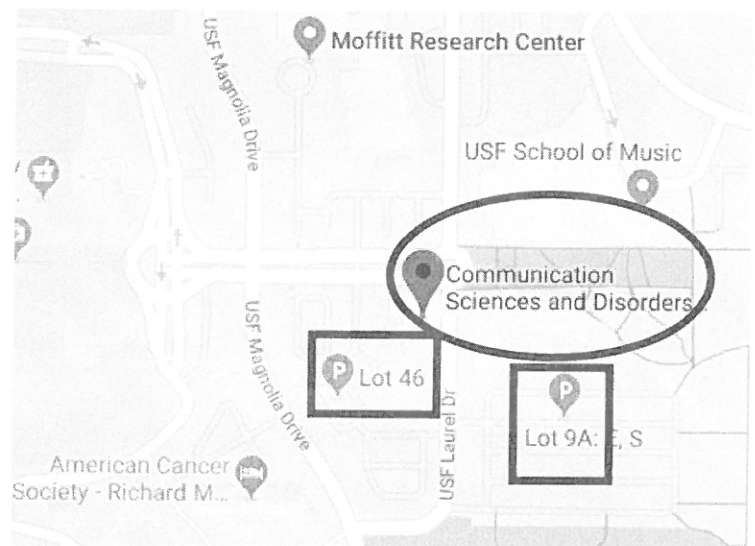 Moffitt Research Center
USF Magnolia Drive
USF School of Music
Communication
Sciences and Disorders...
USF Magnolia Drive
P Lot 46
P
Lot 9A: E, S
USF Laurel Dr
American Cancer
Society - Richard M...